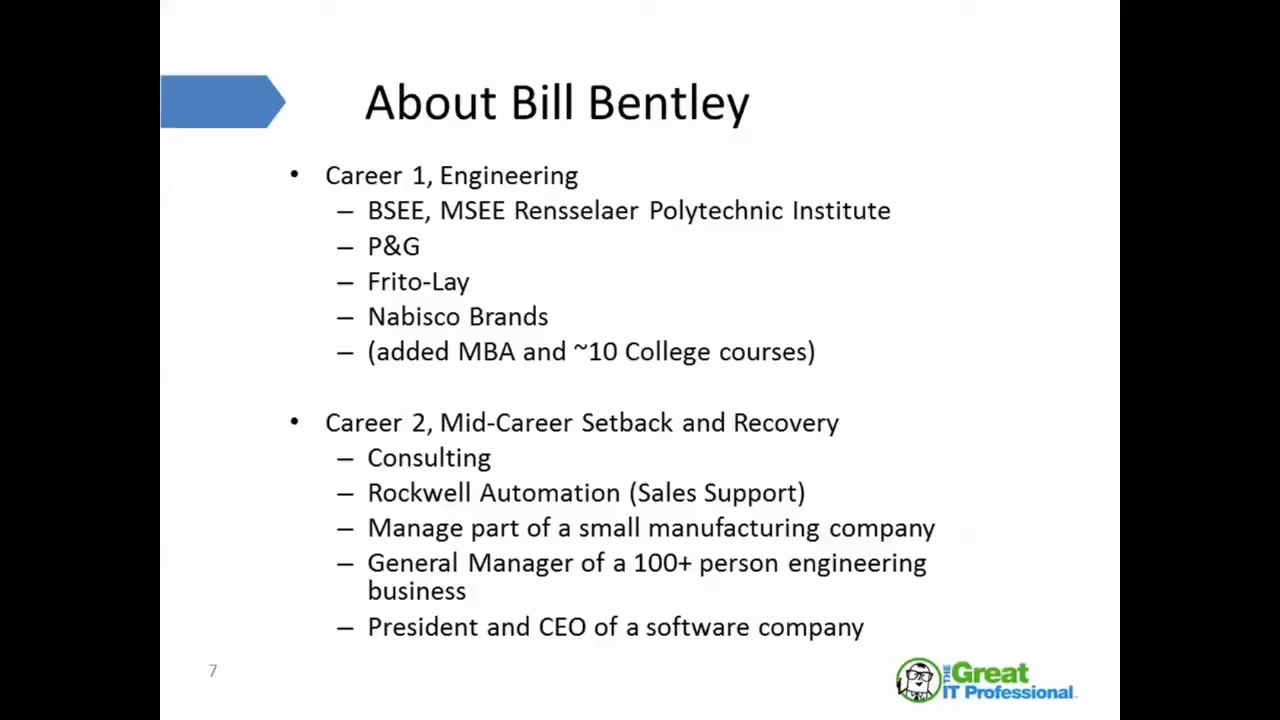 About Bill Bentley
• Career 1, Engineering
– BSEE, MSEE Rensselaer Polytechnic Institute
– P&G
– Frito-Lay
– Nabisco Brands
– (added MBA and ~10 College courses)
• Career 2, Mid-Career Setback and Recovery
– Consulting
– Rockwell Automation (Sales Support)
– Manage part of a small manufacturing company
– General Manager of a 100+ person engineering
business
– President and CEO of a software company
7
THE Great
IT Professional